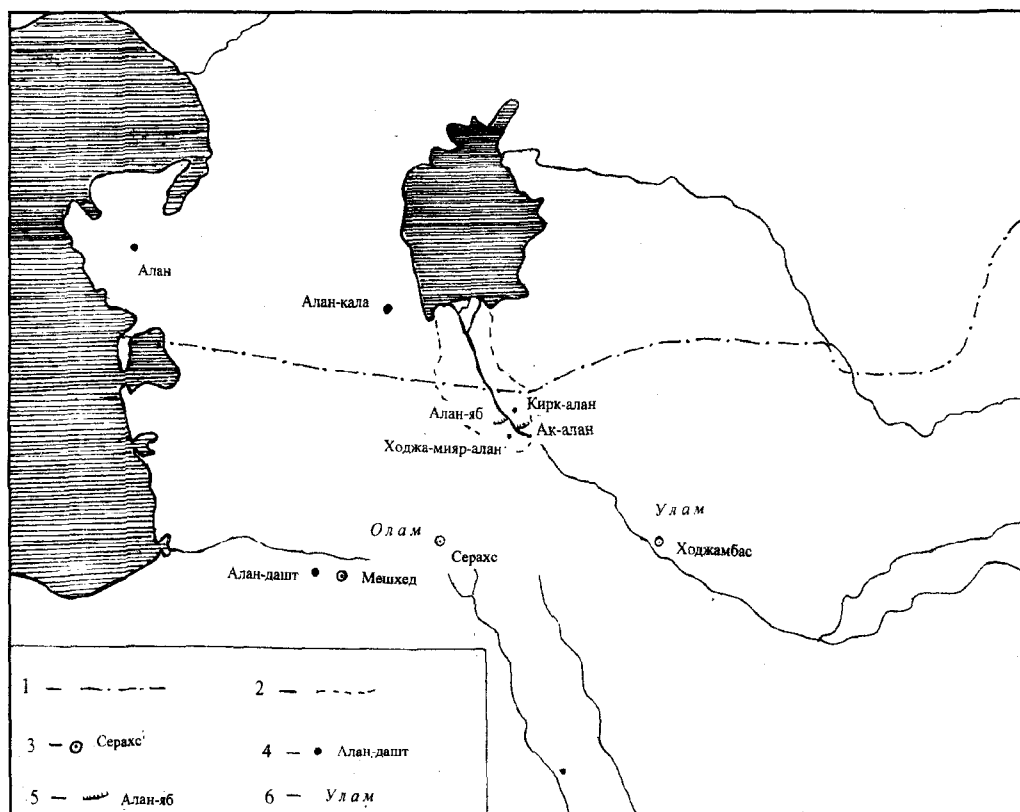 Алан
Алан-кала
Кирк-алан
Алан-яб
Ак-алан
Ходжа-мияр-алан
Улам
Олам
Ходжамбас
Серахс
Алан-дашт
Мешхед
1 —
2 —
3 — Серахс
4 — Алан-дашт
5 — Алан-яб
6 — Улам